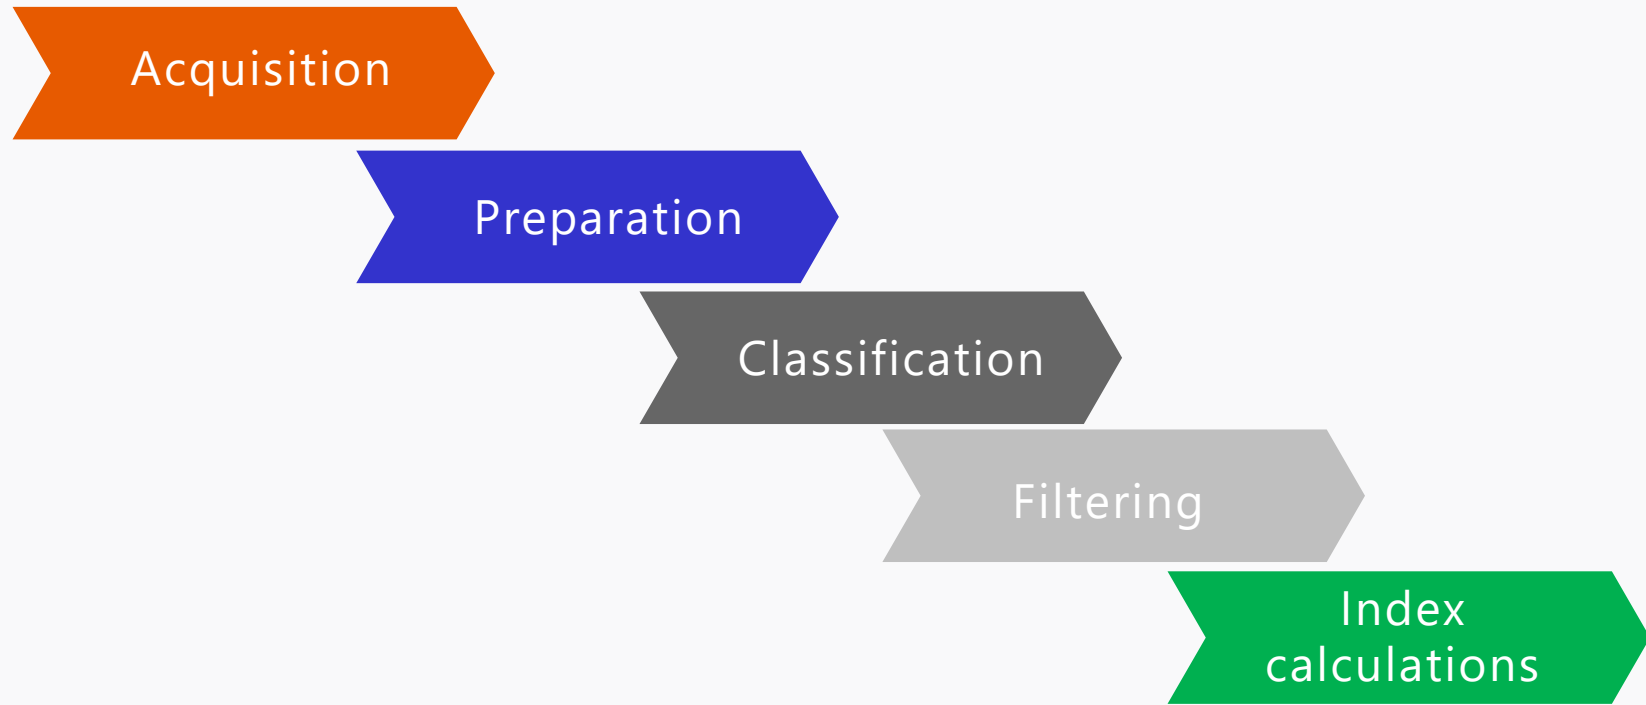 Acquisition
Preparation
Classification
Filtering
Index
calculations